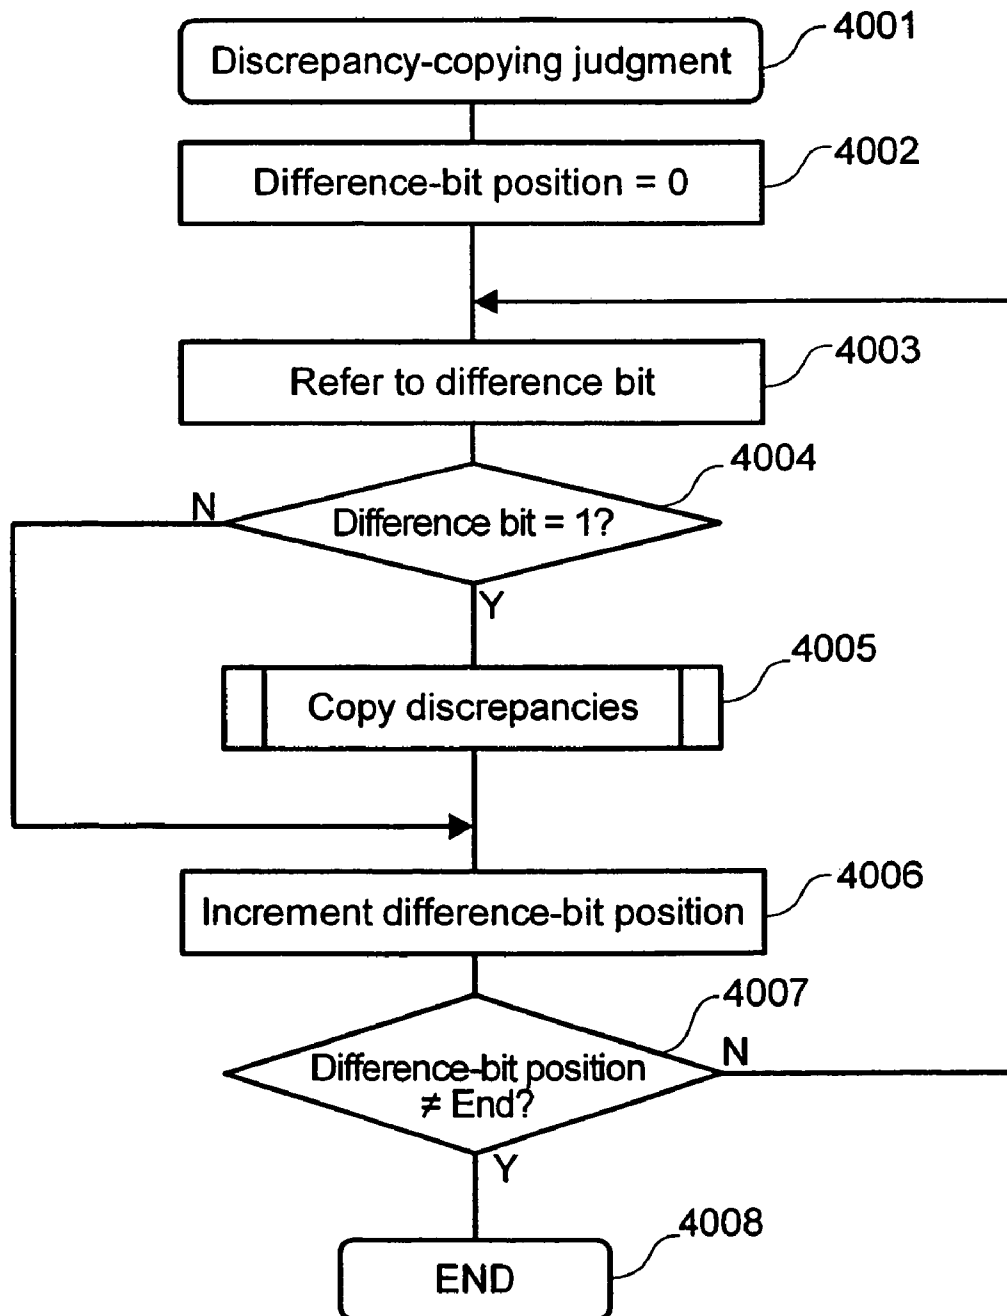 Discrepancy-copying judgment
4001
Difference-bit position = 0
4002
Refer to difference bit
4003
4004
N
Difference bit = 1?
Y
4005
Copy discrepancies
4006
Increment difference-bit position
4007
N
Difference-bit position
≠ End?
Y
4008
END